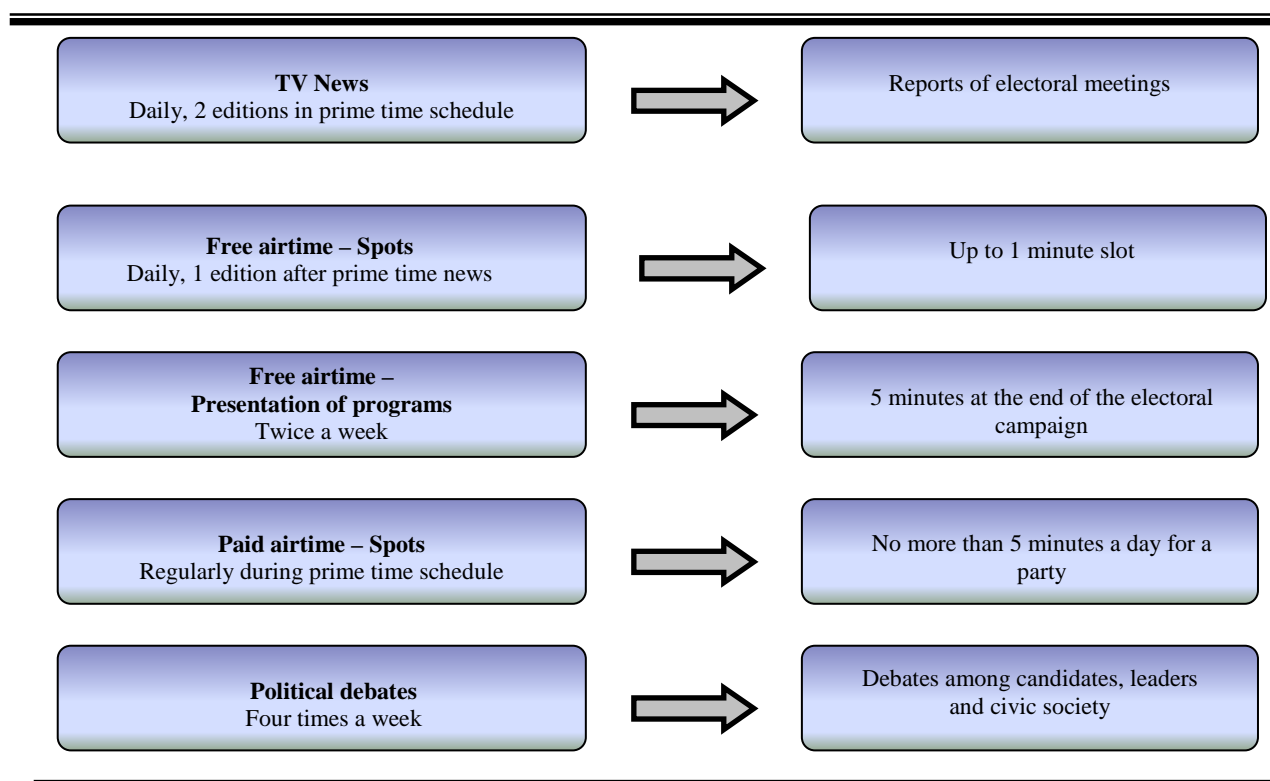 TV News
Daily, 2 editions in prime time schedule
Reports of electoral meetings
Free airtime – Spots
Daily, 1 edition after prime time news
Up to 1 minute slot
Free airtime –
Presentation of programs
Twice a week
5 minutes at the end of the electoral
campaign
Paid airtime – Spots
Regularly during prime time schedule
No more than 5 minutes a day for a
party
Political debates
Four times a week
Debates among candidates, leaders
and civic society